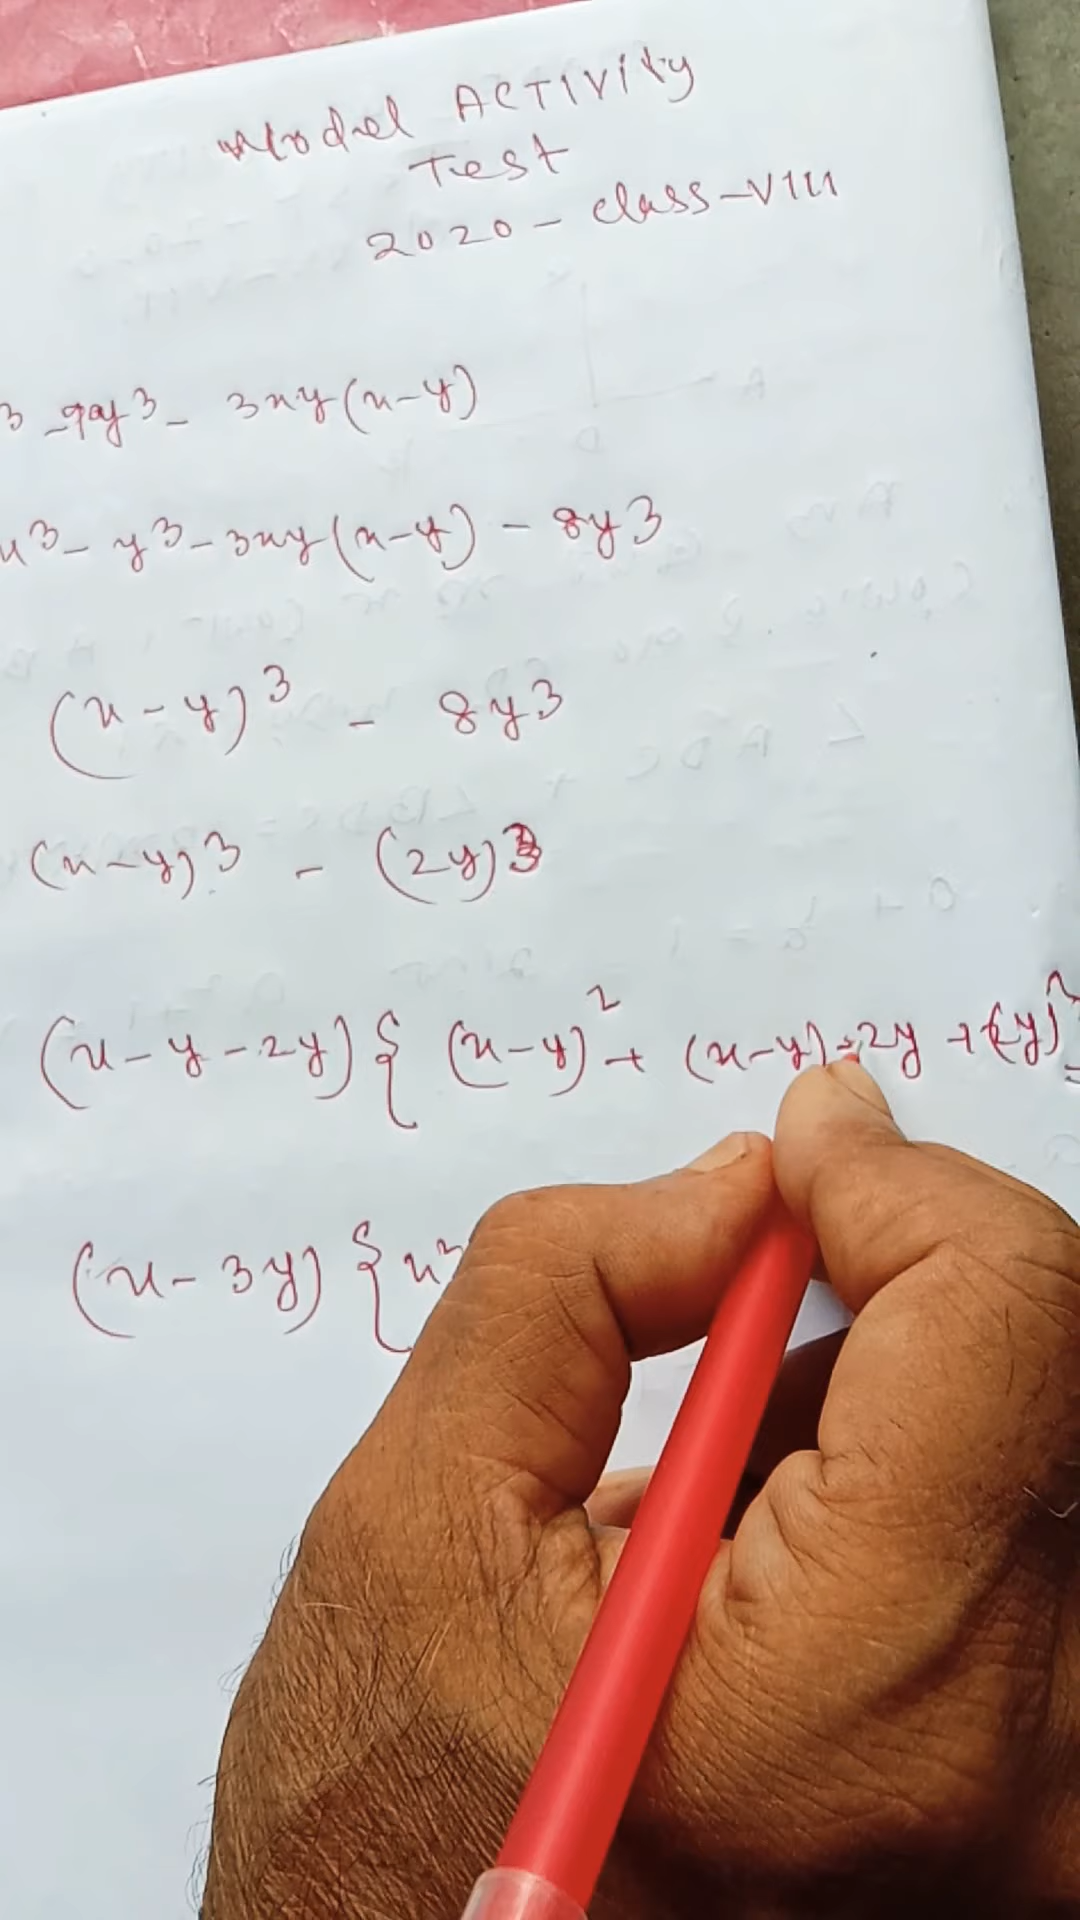 Model ACTIVITY
Test
2020 - class-VIII
3 - 9y3 - 3xy(x-y)
x3 - y3 - 3xy(x-y) - 8y3
(x-y)3 - 8y3
(x-y)3 - (2y)3
(x-y-2y){(x-y)2 + (x-y).2y + (2y)2
(x-3y){x2